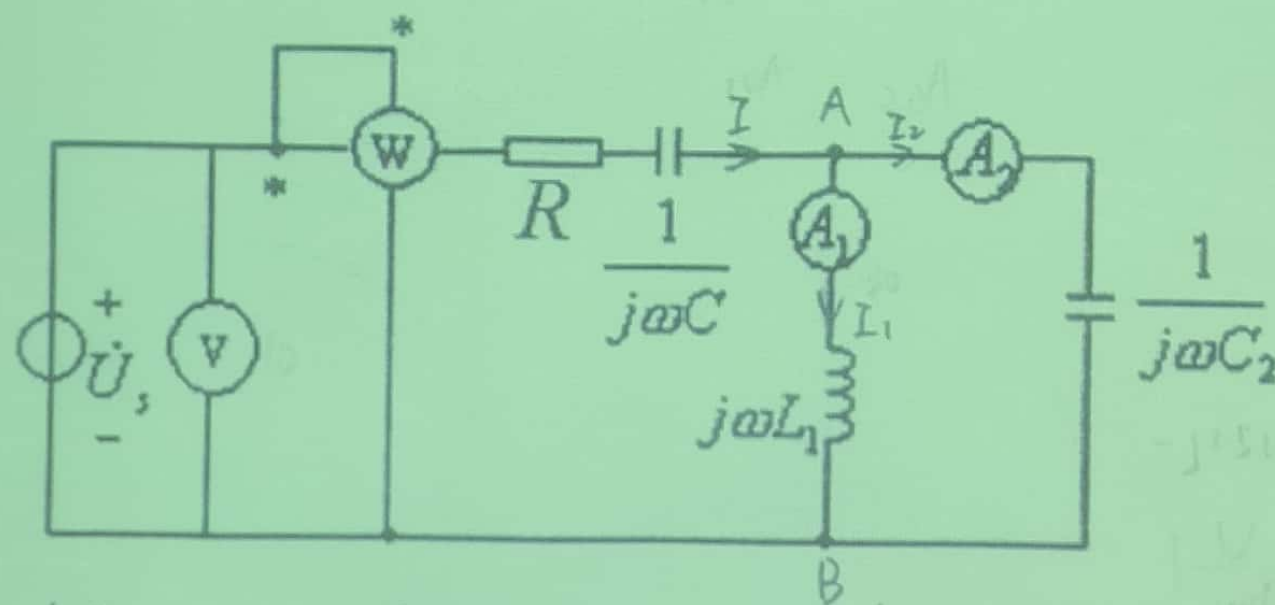 *
*
W
R
1
jωC
I
A
I₂
A₂
A₁
I₁
jωL₁
1
jωC₂
+
U̇ₛ
-
V
B